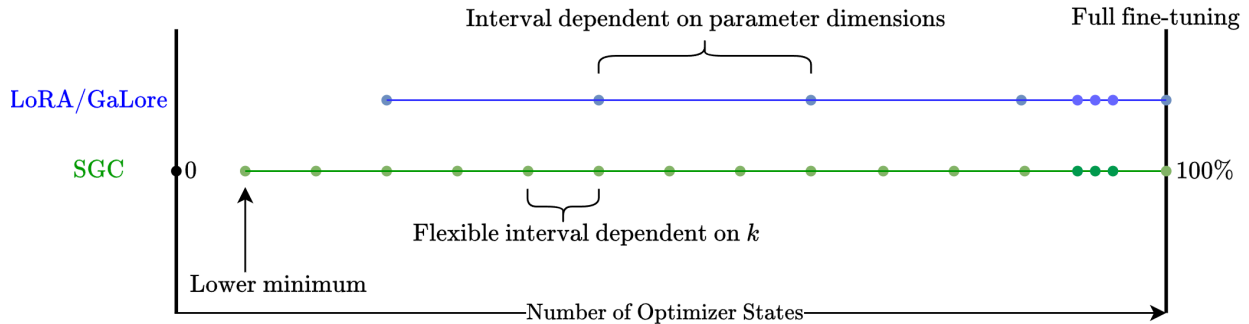 Interval dependent on parameter dimensions
Full fine-tuning
LoRA/GaLore
SGC
0
100%
Flexible interval dependent on k
Lower minimum
Number of Optimizer States